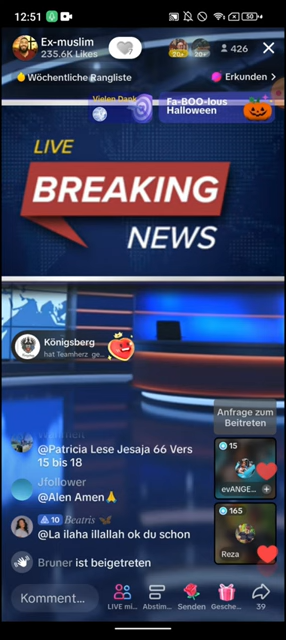 12:51
50
Ex-muslim
235.6K Likes
20+
20+
426
Wöchentliche Rangliste
Erkunden >
Vielen Dank
Fa-BOO-lous
Halloween
LIVE
BREAKING
NEWS
Königsberg
hat Teamherz ge...
Anfrage zum
Beitreten
@Patricia Lese Jesaja 66 Vers
15 bis 18
15
evANGE...
Jfollower
@Alen Amen🙏
165
10 Beatris
@La ilaha illallah ok du schon
Reza
Bruner ist beigetreten
Komment...
LIVE mi...
Abstim...
Senden
Gesche...
39